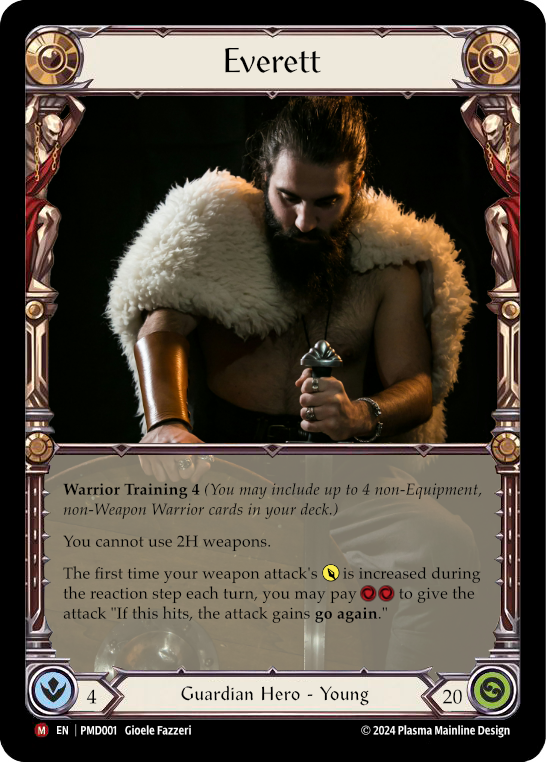 Everett
Warrior Training 4 (You may include up to 4 non-Equipment,
non-Weapon Warrior cards in your deck.)
You cannot use 2H weapons.
The first time your weapon attack's is increased during
the reaction step each turn, you may pay to give the
attack "If this hits, the attack gains go again."
4
Guardian Hero - Young
20
M EN | PMD001 Gioele Fazzeri
© 2024 Plasma Mainline Design